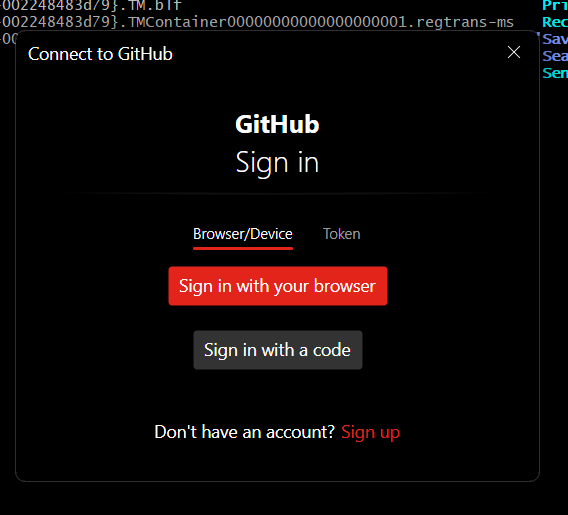 -002248483d79}.TM.blf
Pri
-002248483d79}.TMContainer00000000000000000001.regtrans-ms
Rec
-00
Sav
Connect to GitHub
Sea
Sen
GitHub
Sign in
Browser/Device
Token
Sign in with your browser
Sign in with a code
Don't have an account? Sign up